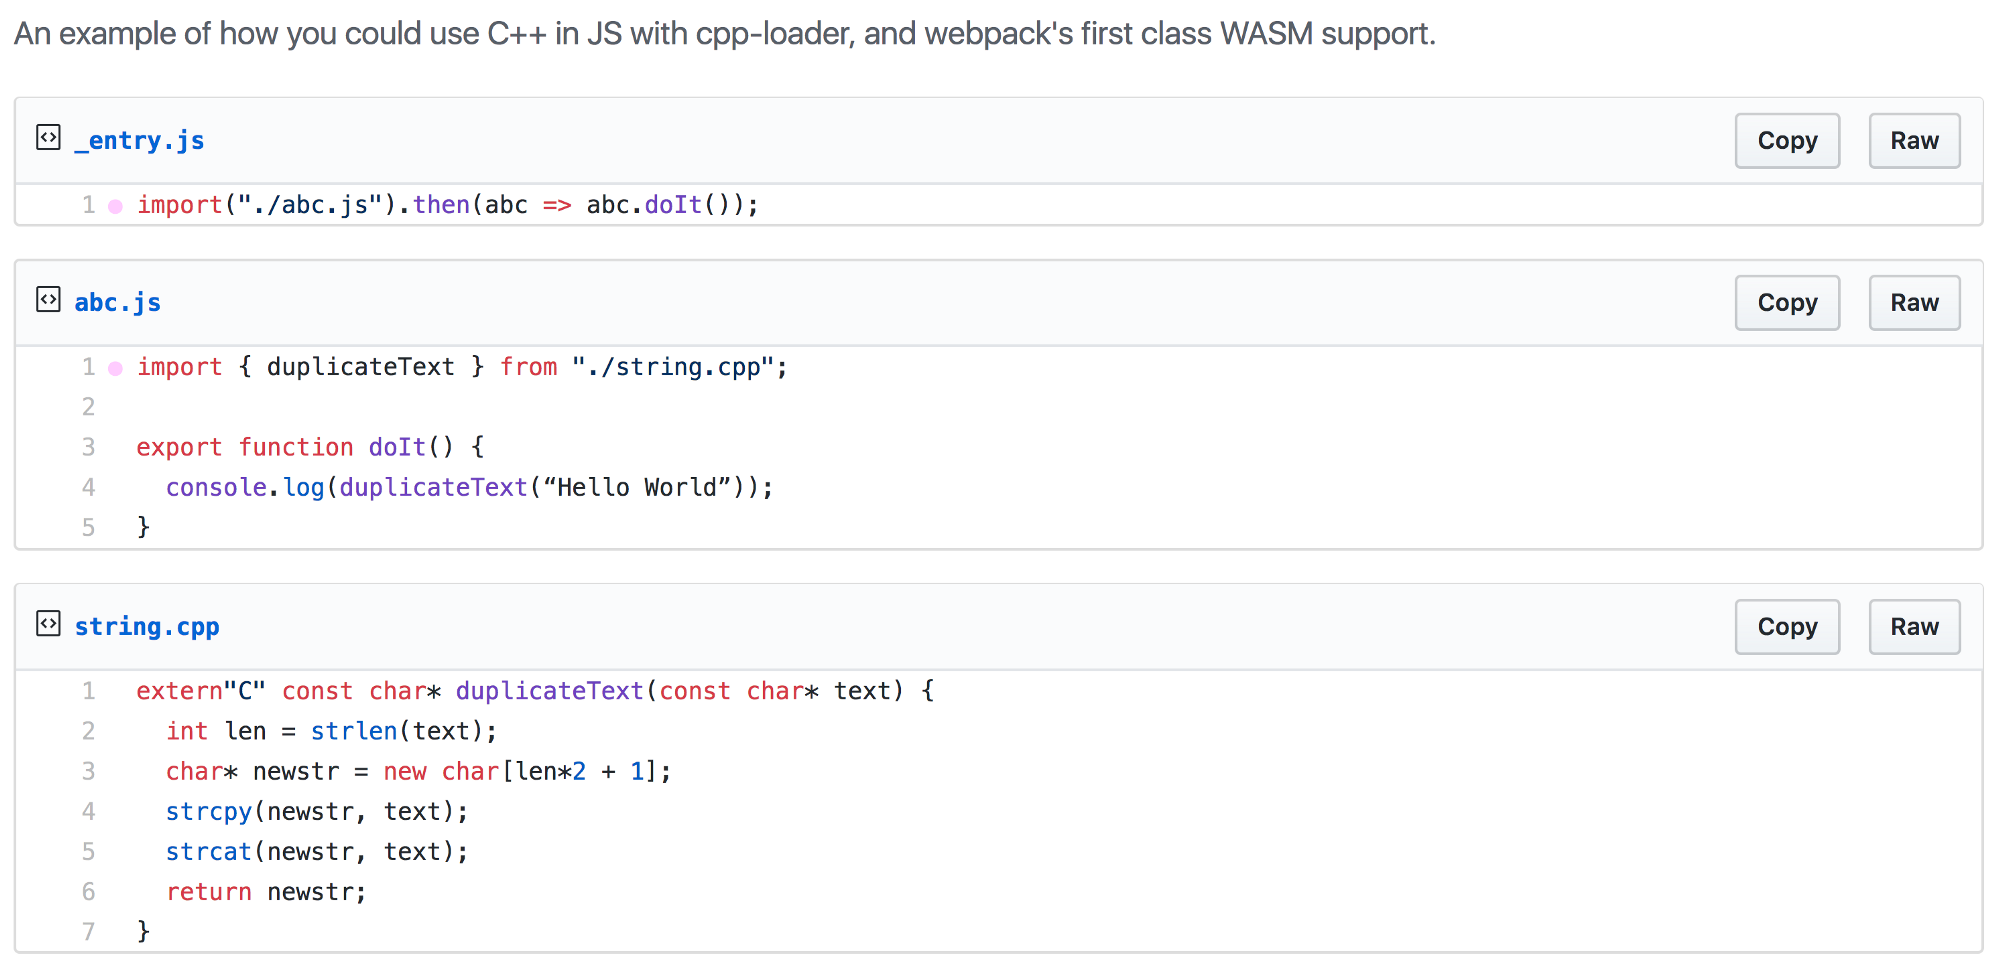 An example of how you could use C++ in JS with cpp-loader, and webpack's first class WASM support.
_entry.js
Copy
Raw
1 import("./abc.js").then(abc => abc.doIt());
abc.js
Copy
Raw
1 import { duplicateText } from "./string.cpp";
2
3 export function doIt() {
4   console.log(duplicateText(“Hello World”));
5 }
string.cpp
Copy
Raw
1 extern"C" const char* duplicateText(const char* text) {
2   int len = strlen(text);
3   char* newstr = new char[len*2 + 1];
4   strcpy(newstr, text);
5   strcat(newstr, text);
6   return newstr;
7 }